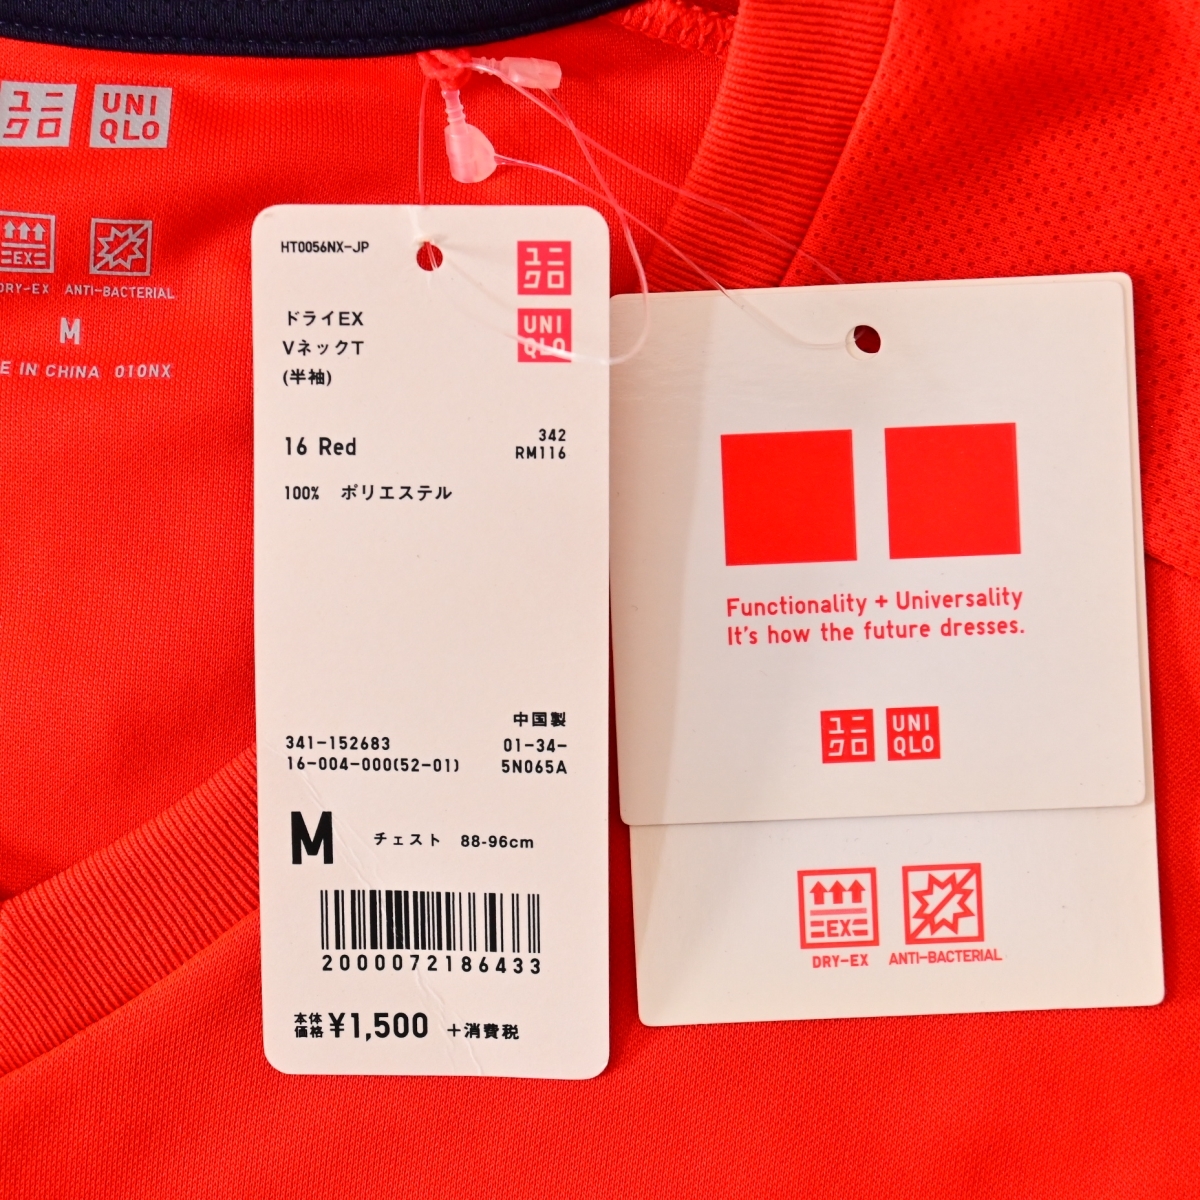 ユニ
クロ
UNI
QLO
EX
DRY-EX ANTI-BACTERIAL
M
E IN CHINA 010NX
HT0056NX-JP
ユニ
クロ
UNI
QLO
ドライEX
VネックT
(半袖)
16 Red
342
RM116
100% ポリエステル
中国製
341-152683 01-34-
16-004-000(52-01) 5N065A
M チェスト 88-96cm
2000072186433
本体
価格 ¥1,500 +消費税
Functionality + Universality
It's how the future dresses.
ユニ
クロ
UNI
QLO
EX
DRY-EX ANTI-BACTERIAL